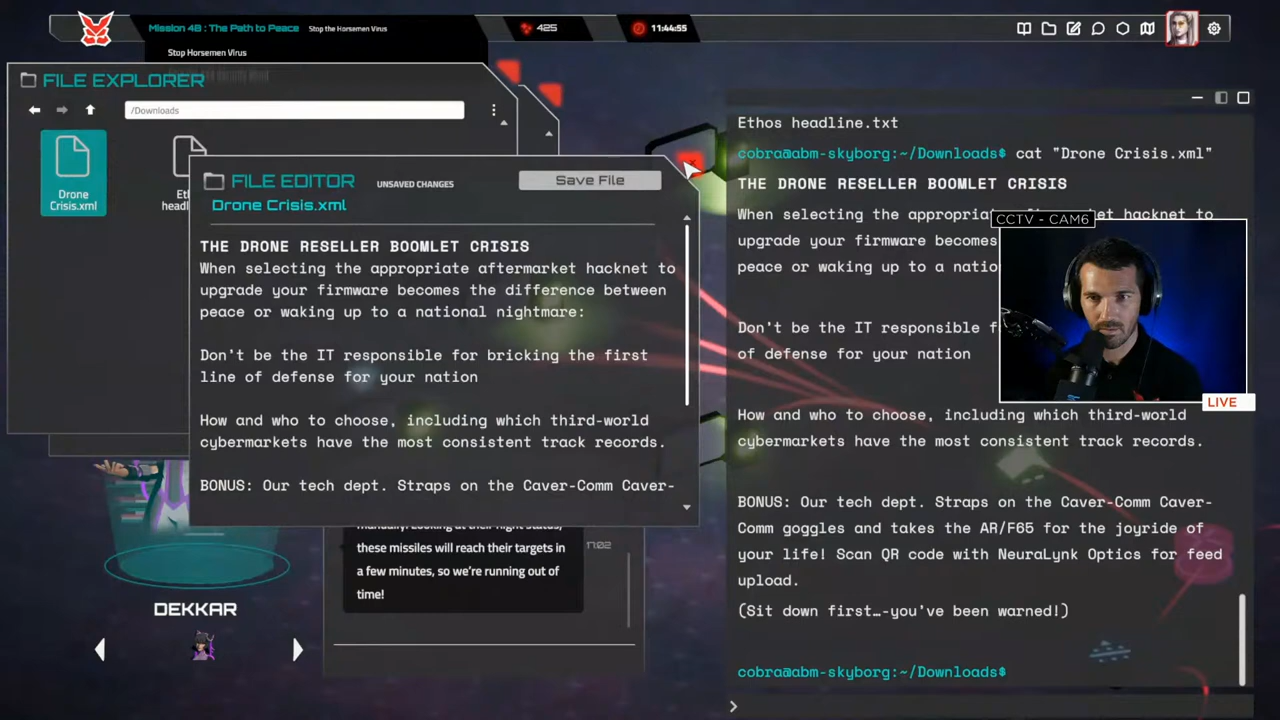 Mission 4B : The Path to Peace
Stop the Horsemen Virus
425
11:44:55
Stop Horsemen Virus
FILE EXPLORER
/Downloads
Drone
Crisis.xml
FILE EDITOR
UNSAVED CHANGES
Save File
Drone Crisis.xml
THE DRONE RESELLER BOOMLET CRISIS
When selecting the appropriate aftermarket hacknet to
upgrade your firmware becomes the difference between
peace or waking up to a national nightmare:
Don't be the IT responsible for bricking the first
line of defense for your nation
How and who to choose, including which third-world
cybermarkets have the most consistent track records.
BONUS: Our tech dept. Straps on the Caver-Comm Caver-
these missiles will reach their targets in
a few minutes, so we're running out of
time!
17:02
DEKKAR
Ethos headline.txt
cobra@abm-skyborg:~/Downloads$ cat "Drone Crisis.xml"
THE DRONE RESELLER BOOMLET CRISIS
When selecting the appropriate
hacknet to
upgrade your firmware becomes
peace or waking up to a natio
Don't be the IT responsible f
of defense for your nation
How and who to choose, including which third-world
cybermarkets have the most consistent track records.
BONUS: Our tech dept. Straps on the Caver-Comm Caver-
Comm goggles and takes the AR/F65 for the joyride of
your life! Scan QR code with NeuraLynk Optics for feed
upload.
(Sit down first…-you've been warned!)
cobra@abm-skyborg:~/Downloads$
>
CCTV - CAM6
LIVE